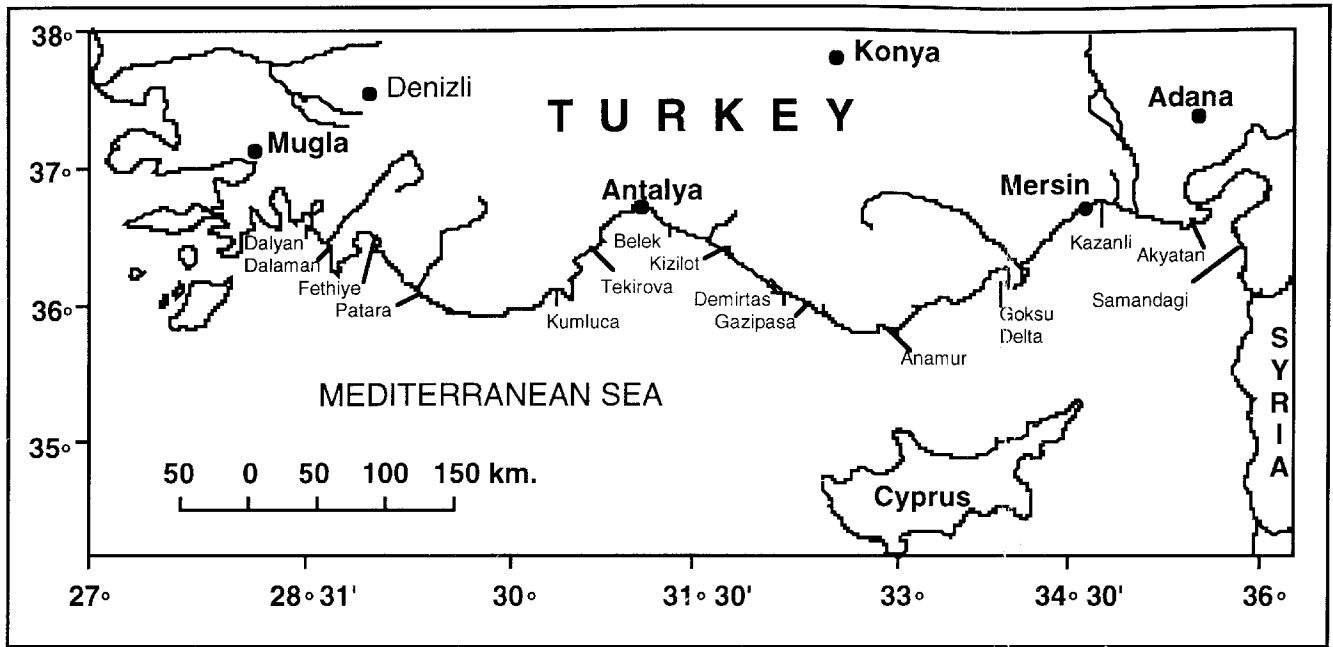 38°
Konya
Denizli
Adana
TURKEY
Mugla
37°
Antalya
Mersin
Dalyan
Belek
Kazanli
Dalaman
Kizilot
Akyatan
Fethiye
Tekirova
Patara
Demirtas
Samandagi
36°
Kumluca
Gazipasa
Goksu
Delta
Anamur
SYRIA
MEDITERRANEAN SEA
35°
50 0 50 100 150 km.
Cyprus
27° 28° 31' 30° 31° 30' 33° 34° 30' 36°